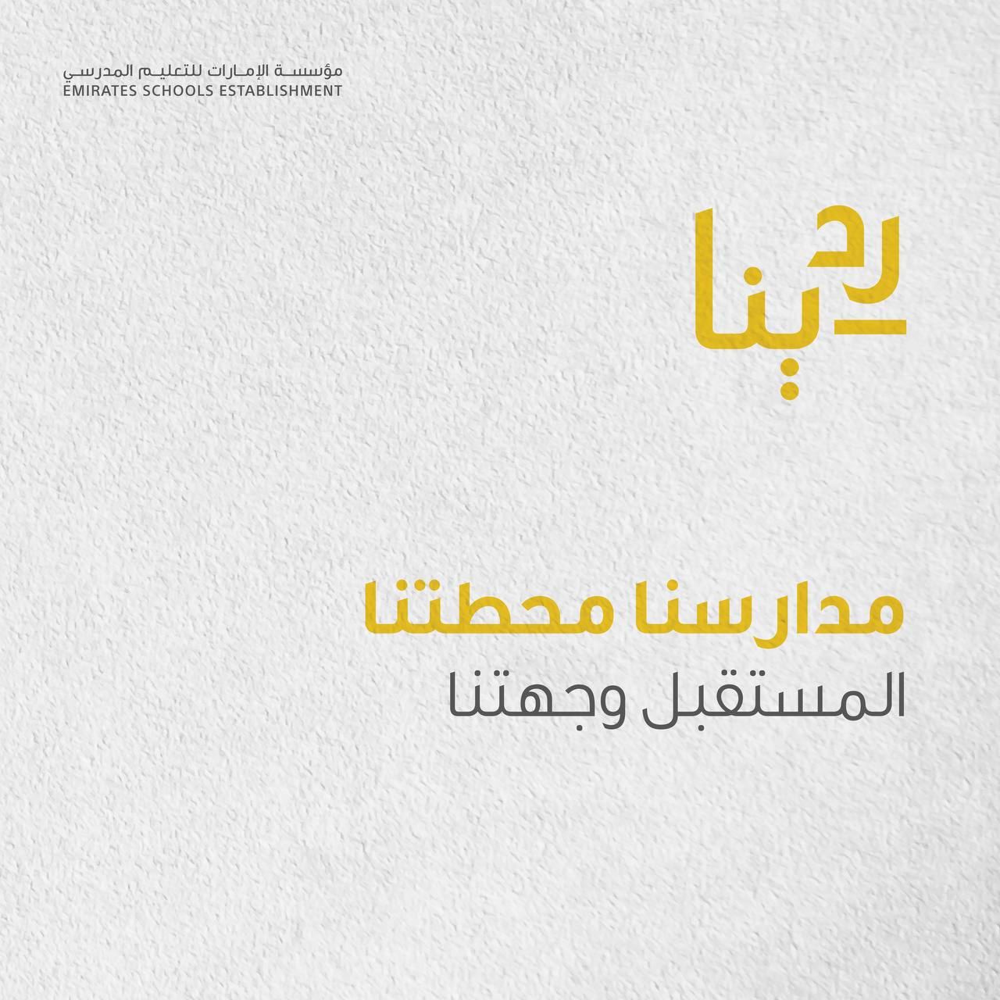 مؤسسة الإمارات للتعليم المدرسي
EMIRATES SCHOOLS ESTABLISHMENT
ردينا
مدارسنا محطتنا
المستقبل وجهتنا